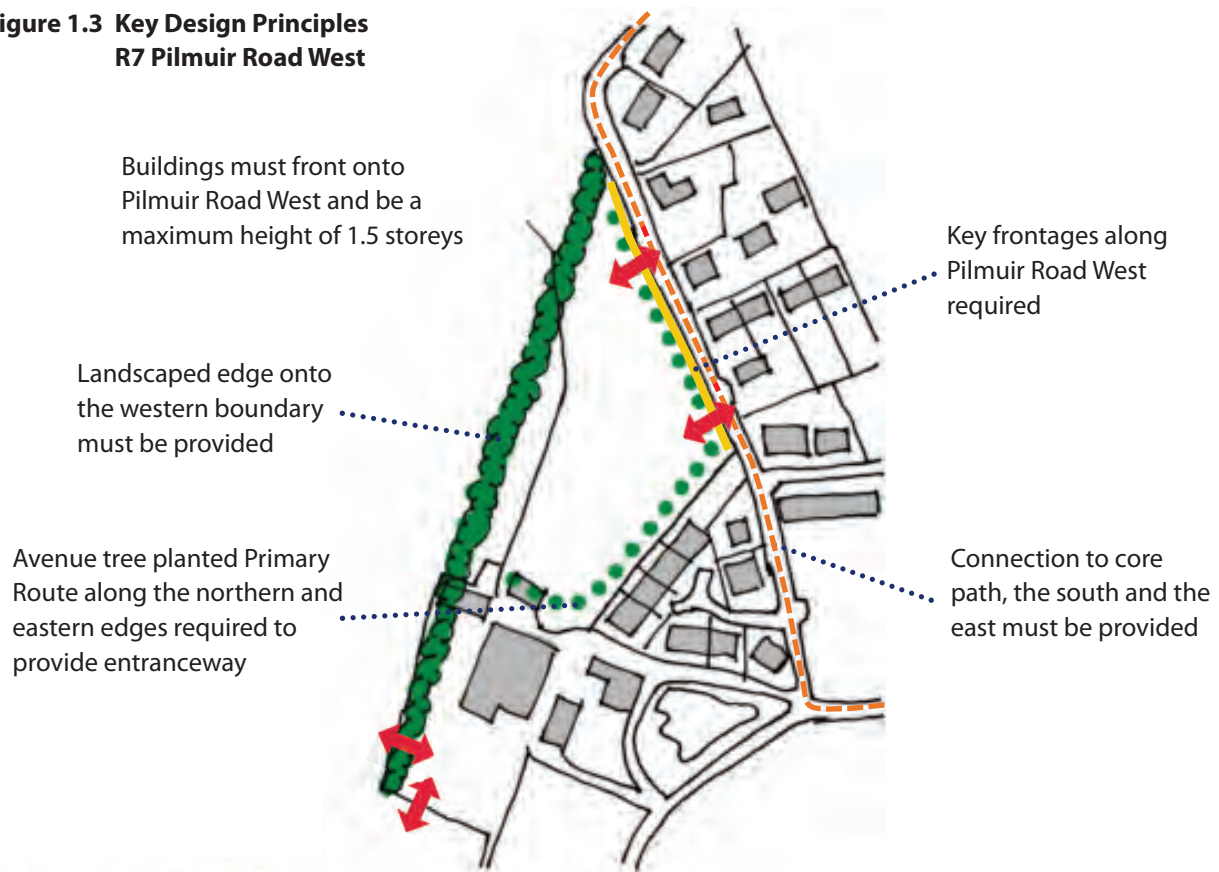 igure 1.3 Key Design Principles
R7 Pilmuir Road West
Buildings must front onto
Pilmuir Road West and be a
maximum height of 1.5 storeys
Key frontages along
Pilmuir Road West
required
Landscaped edge onto
the western boundary
must be provided
Avenue tree planted Primary
Route along the northern and
eastern edges required to
provide entranceway
Connection to core
path, the south and the
east must be provided